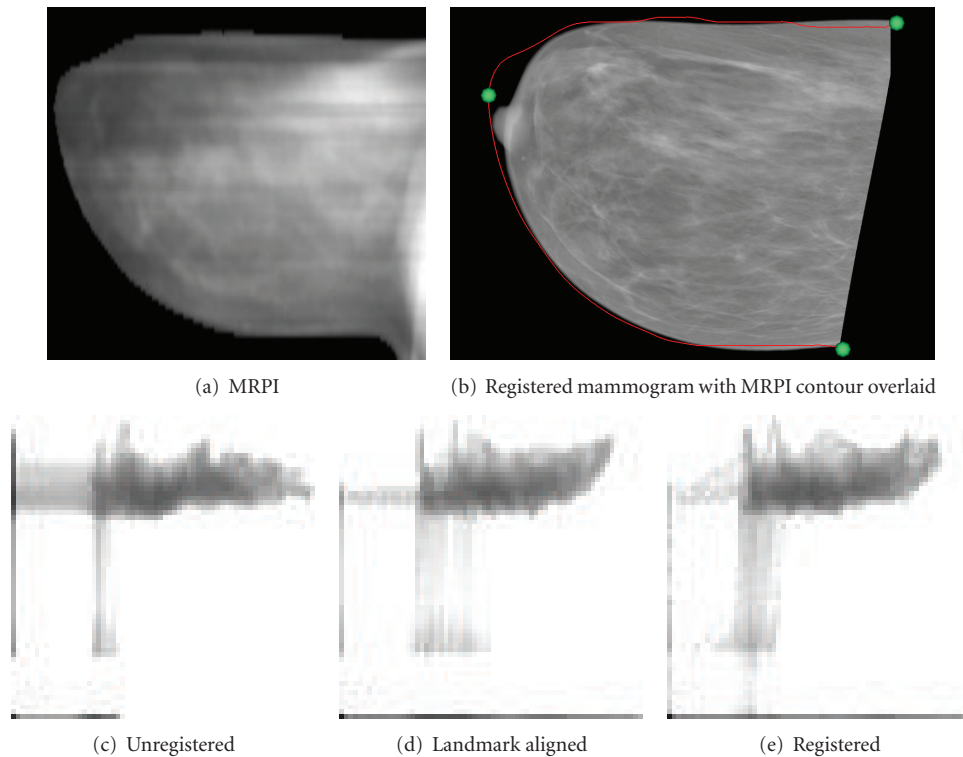 (a) MRPI
(b) Registered mammogram with MRPI contour overlaid
(c) Unregistered
(d) Landmark aligned
(e) Registered